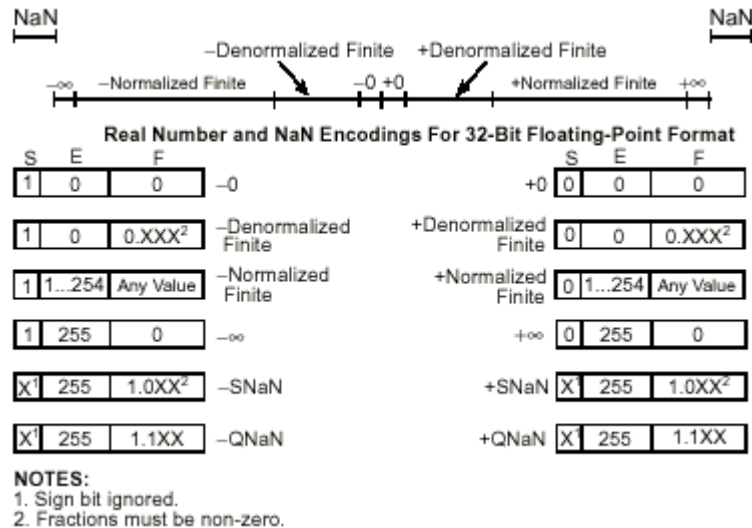 NaN NaN
–Denormalized Finite +Denormalized Finite
–∞ –Normalized Finite –0 +0 +Normalized Finite +∞
Real Number and NaN Encodings For 32-Bit Floating-Point Format
S E F S E F
1 0 0 –0 +0 0 0 0
1 0 0.XXX² –Denormalized Finite +Denormalized Finite 0 0 0.XXX²
1 1...254 Any Value –Normalized Finite +Normalized Finite 0 1...254 Any Value
1 255 0 –∞ +∞ 0 255 0
X¹ 255 1.0XX² –SNaN +SNaN X¹ 255 1.0XX²
X¹ 255 1.1XX –QNaN +QNaN X¹ 255 1.1XX
NOTES:
1. Sign bit ignored.
2. Fractions must be non-zero.